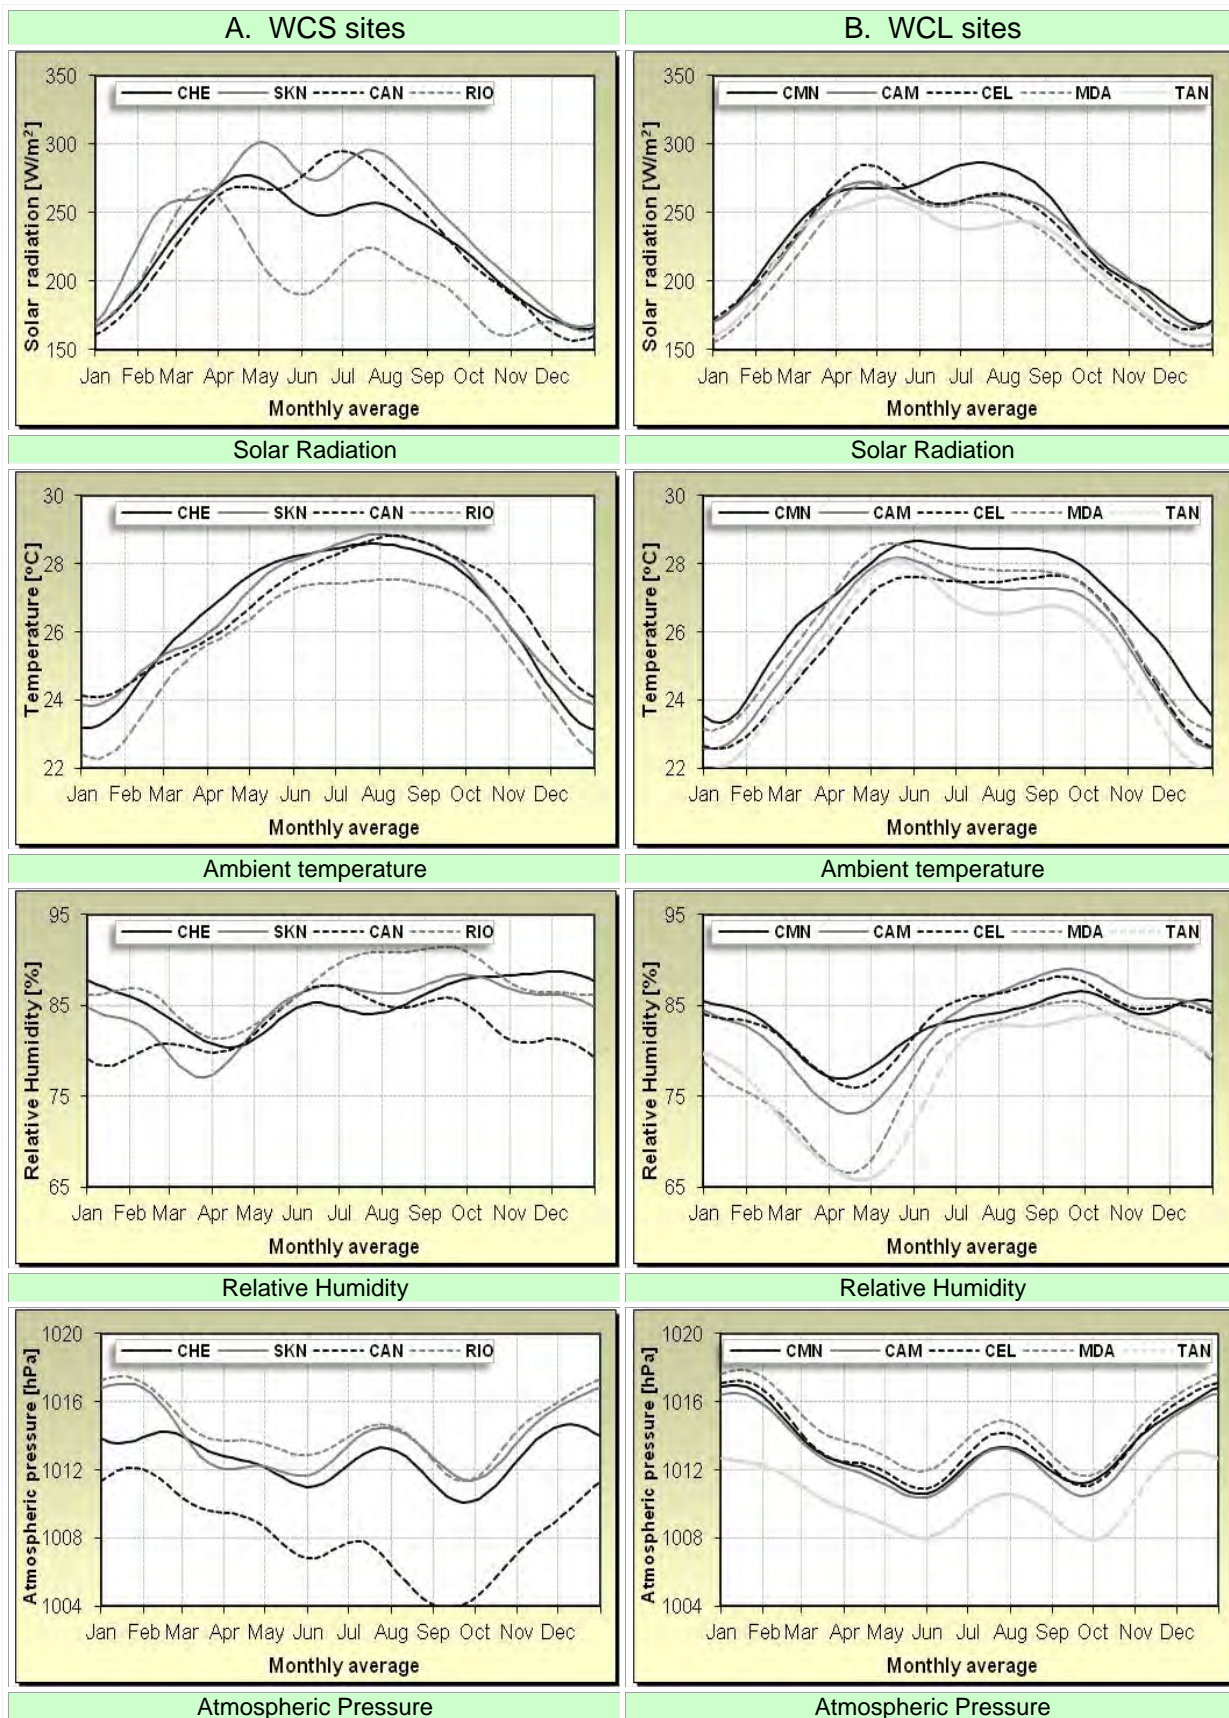 A. WCS sites
B. WCL sites
Solar radiation [W/m²]
350
300
250
200
150
CHE SKN CAN RIO
Jan Feb Mar Apr May Jun Jul Aug Sep Oct Nov Dec
Monthly average
Solar radiation [W/m²]
350
300
250
200
150
CMN CAM CEL MDA TAN
Jan Feb Mar Apr May Jun Jul Aug Sep Oct Nov Dec
Monthly average
Solar Radiation
Solar Radiation
Temperature [ºC]
30
28
26
24
22
CHE SKN CAN RIO
Jan Feb Mar Apr May Jun Jul Aug Sep Oct Nov Dec
Monthly average
Temperature [ºC]
30
28
26
24
22
CMN CAM CEL MDA TAN
Jan Feb Mar Apr May Jun Jul Aug Sep Oct Nov Dec
Monthly average
Ambient temperature
Ambient temperature
Relative Humidity [%]
95
85
75
65
CHE SKN CAN RIO
Jan Feb Mar Apr May Jun Jul Aug Sep Oct Nov Dec
Monthly average
Relative Humidity [%]
95
85
75
65
CMN CAM CEL MDA TAN
Jan Feb Mar Apr May Jun Jul Aug Sep Oct Nov Dec
Monthly average
Relative Humidity
Relative Humidity
Atmospheric pressure [hPa]
1020
1016
1012
1008
1004
CHE SKN CAN RIO
Jan Feb Mar Apr May Jun Jul Aug Sep Oct Nov Dec
Monthly average
Atmospheric pressure [hPa]
1020
1016
1012
1008
1004
CMN CAM CEL MDA TAN
Jan Feb Mar Apr May Jun Jul Aug Sep Oct Nov Dec
Monthly average
Atmospheric Pressure
Atmospheric Pressure